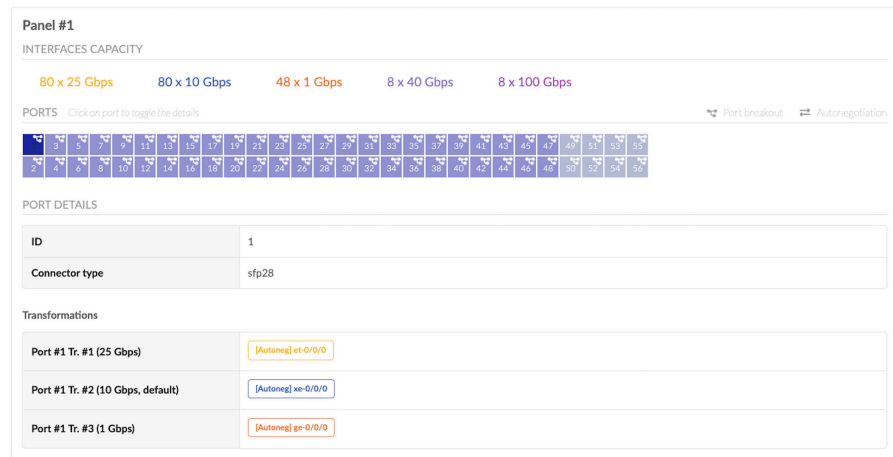 Panel #1
INTERFACES CAPACITY
80 x 25 Gbps 80 x 10 Gbps 48 x 1 Gbps 8 x 40 Gbps 8 x 100 Gbps
PORTS Click on port to toggle the details Port breakout Autonegotiation
3 5 7 9 11 13 15 17 19 21 23 25 27 29 31 33 35 37 39 41 43 45 47 49 51 53 55
2 4 6 8 10 12 14 16 18 20 22 24 26 28 30 32 34 36 38 40 42 44 46 48 50 52 54 56
PORT DETAILS
ID 1
Connector type sfp28
Transformations
Port #1 Tr. #1 (25 Gbps) [Autoneg] et-0/0/0
Port #1 Tr. #2 (10 Gbps, default) [Autoneg] xe-0/0/0
Port #1 Tr. #3 (1 Gbps) [Autoneg] ge-0/0/0